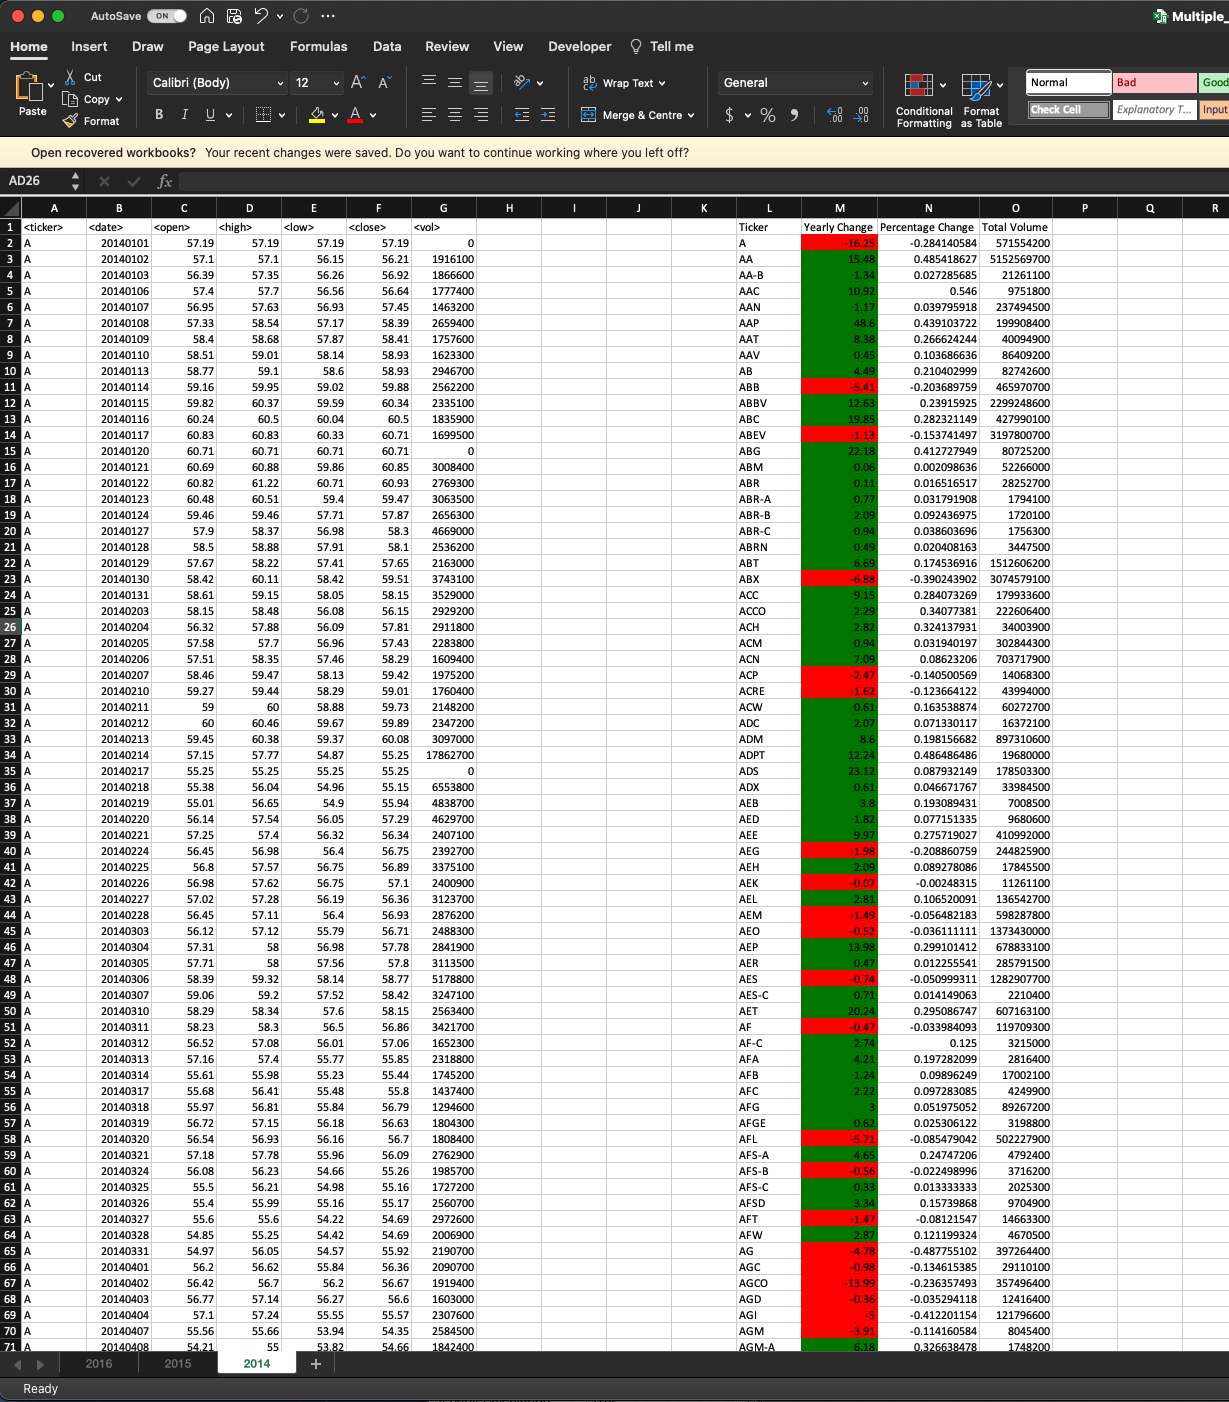 AutoSave ON Multiple_
Home Insert Draw Page Layout Formulas Data Review View Developer Tell me
Paste Cut Copy Format
Calibri (Body) 12 A A
B I U A
ab Wrap Text
Merge & Centre
General
$ % 9 .00 .00
Conditional Formatting
Format as Table
Normal Bad Good
Check Cell Explanatory T... Input
Open recovered workbooks? Your recent changes were saved. Do you want to continue working where you left off?
AD26 fx
A B C D E F G H I J K L M N O P Q R
1 <ticker> <date> <open> <high> <low> <close> <vol> Ticker Yearly Change Percentage Change Total Volume
2 A 20140101 57.19 57.19 57.19 57.19 0 A -16.25 -0.284140584 571554200
3 A 20140102 57.1 57.1 56.15 56.21 1916100 AA 15.48 0.485418627 5152569700
4 A 20140103 56.39 57.35 56.26 56.92 1866600 AA-B 1.34 0.027285685 21261100
5 A 20140106 57.4 57.7 56.56 56.64 1777400 AAC 10.92 0.546 9751800
6 A 20140107 56.95 57.63 56.93 57.45 1463200 AAN 1.17 0.039795918 237494500
7 A 20140108 57.33 58.54 57.17 58.39 2659400 AAP 48.6 0.439103722 199908400
8 A 20140109 58.4 58.68 57.87 58.41 1757600 AAT 8.38 0.266624244 40094900
9 A 20140110 58.51 59.01 58.14 58.93 1623300 AAV 0.45 0.103686636 86409200
10 A 20140113 58.77 59.1 58.6 58.93 2946700 AB 4.49 0.210402999 82742600
11 A 20140114 59.16 59.95 59.02 59.88 2562200 ABB -5.41 -0.203689759 465970700
12 A 20140115 59.82 60.37 59.59 60.34 2335100 ABBV 12.63 0.23915925 2299248600
13 A 20140116 60.24 60.5 60.04 60.5 1835900 ABC 19.85 0.282321149 427990100
14 A 20140117 60.83 60.83 60.33 60.71 1699500 ABEV -1.13 -0.153741497 3197800700
15 A 20140120 60.71 60.71 60.71 60.71 0 ABG 22.18 0.412727949 80725200
16 A 20140121 60.69 60.88 59.86 60.85 3008400 ABM 0.06 0.002098636 52266000
17 A 20140122 60.82 61.22 60.71 60.93 2769300 ABR 0.11 0.016516517 28252700
18 A 20140123 60.48 60.51 59.4 59.47 3063500 ABR-A 0.77 0.031791908 1794100
19 A 20140124 59.46 59.46 57.71 57.87 2656300 ABR-B 2.09 0.092436975 1720100
20 A 20140127 57.9 58.37 56.98 58.3 4669000 ABR-C 0.94 0.038603696 1756300
21 A 20140128 58.5 58.88 57.91 58.1 2536200 ABRN 0.49 0.020408163 3447500
22 A 20140129 57.67 58.22 57.41 57.65 2163000 ABT 6.69 0.174536916 1512606200
23 A 20140130 58.42 60.11 58.42 59.51 3743100 ABX -6.88 -0.390243902 3074579100
24 A 20140131 58.61 59.15 58.05 58.15 3529000 ACC 9.15 0.284073269 179933600
25 A 20140203 58.15 58.48 56.08 56.15 2929200 ACCO 2.29 0.34077381 222606400
26 A 20140204 56.32 57.88 56.09 57.81 2911800 ACH 2.82 0.324137931 34003900
27 A 20140205 57.58 57.7 56.96 57.43 2283800 ACM 0.94 0.031940197 302844300
28 A 20140206 57.51 58.35 57.46 58.29 1609400 ACN 7.09 0.08623206 703717900
29 A 20140207 58.46 59.47 58.13 59.42 1975200 ACP -2.47 -0.140500569 14068300
30 A 20140210 59.27 59.44 58.29 59.01 1760400 ACRE -1.62 -0.123664122 43994000
31 A 20140211 59 60 58.88 59.73 2148200 ACW 0.61 0.163538874 60272700
32 A 20140212 60 60.46 59.67 59.89 2347200 ADC 2.07 0.071330117 16372100
33 A 20140213 59.45 60.38 59.37 60.08 3097000 ADM 8.6 0.198156682 897310600
34 A 20140214 57.15 57.77 54.87 55.25 17862700 ADPT 12.24 0.486486486 19680000
35 A 20140217 55.25 55.25 55.25 55.25 0 ADS 23.12 0.087932149 178503300
36 A 20140218 55.38 56.04 54.96 55.15 6553800 ADX 0.61 0.046671767 33984500
37 A 20140219 55.01 56.65 54.9 55.94 4838700 AEB 3.8 0.193089431 7008500
38 A 20140220 56.14 57.54 56.05 57.29 4629700 AED 1.82 0.077151335 9680600
39 A 20140221 57.25 57.4 56.32 56.34 2407100 AEE 9.97 0.275719027 410992000
40 A 20140224 56.45 56.98 56.4 56.75 2392700 AEG -1.98 -0.208860759 244825900
41 A 20140225 56.8 57.57 56.75 56.89 3375100 AEH 2.09 0.089278086 17845500
42 A 20140226 56.98 57.62 56.75 57.1 2400900 AEK -0.07 -0.00248315 11261100
43 A 20140227 57.02 57.28 56.19 56.36 3123700 AEL 2.81 0.106520091 136542700
44 A 20140228 56.45 57.11 56.4 56.93 2876200 AEM -1.49 -0.056482183 598287800
45 A 20140303 56.12 57.12 55.79 56.71 2488300 AEO -0.52 -0.036111111 1373430000
46 A 20140304 57.31 58 56.98 57.78 2841900 AEP 13.98 0.299101412 678833100
47 A 20140305 57.71 58 57.56 57.8 3113500 AER 0.47 0.012255541 285791500
48 A 20140306 58.39 59.32 58.14 58.77 5178800 AES -0.74 -0.050999311 1282907700
49 A 20140307 59.06 59.2 57.52 58.42 3247100 AES-C 0.71 0.014149063 2210400
50 A 20140310 58.29 58.34 57.6 58.15 2563400 AET 20.24 0.295086747 607163100
51 A 20140311 58.23 58.3 56.5 56.86 3421700 AF -0.47 -0.033984093 119709300
52 A 20140312 56.52 57.08 56.01 57.06 1652300 AF-C 2.74 0.125 3215000
53 A 20140313 57.16 57.4 55.77 55.85 2318800 AFA 4.21 0.197282099 2816400
54 A 20140314 55.61 55.98 55.23 55.44 1745200 AFB 1.24 0.09896249 17002100
55 A 20140317 55.68 56.41 55.48 55.8 1437400 AFC 2.22 0.097283085 4249900
56 A 20140318 55.97 56.81 55.84 56.79 1294600 AFG 3 0.051975052 89267200
57 A 20140319 56.72 57.15 56.18 56.63 1804300 AFGE 0.62 0.025306122 3198800
58 A 20140320 56.54 56.93 56.16 56.7 1808400 AFL -5.71 -0.085479042 502227900
59 A 20140321 57.18 57.78 55.96 56.09 2762900 AFS-A 4.65 0.24747206 4792400
60 A 20140324 56.08 56.23 54.66 55.26 1985700 AFS-B -0.56 -0.022498996 3716200
61 A 20140325 55.5 56.21 54.98 55.16 1727200 AFS-C 0.33 0.013333333 2025300
62 A 20140326 55.4 55.99 55.16 55.17 2560700 AFSD 3.34 0.15739868 9704900
63 A 20140327 55.6 55.6 54.22 54.69 2972600 AFT -1.47 -0.08121547 14663300
64 A 20140328 54.85 55.25 54.42 54.69 2006900 AFW 2.87 0.121199324 4670500
65 A 20140331 54.97 56.05 54.57 55.92 2190700 AG -4.78 -0.487755102 397264400
66 A 20140401 56.2 56.62 55.84 56.36 2090700 AGC -0.98 -0.134615385 29110100
67 A 20140402 56.42 56.7 56.2 56.67 1919400 AGCO -13.99 -0.236357493 357496400
68 A 20140403 56.77 57.14 56.27 56.6 1603000 AGD -0.36 -0.035294118 12416400
69 A 20140404 57.1 57.24 55.55 55.57 2307600 AGI -5 -0.412201154 121796600
70 A 20140407 55.56 55.66 53.94 54.35 2584500 AGM -3.91 -0.114160584 8045400
71 A 20140408 54.21 55 53.82 54.66 1842400 AGM-A 6.18 0.326638478 1748200
2016 2015 2014 +
Ready